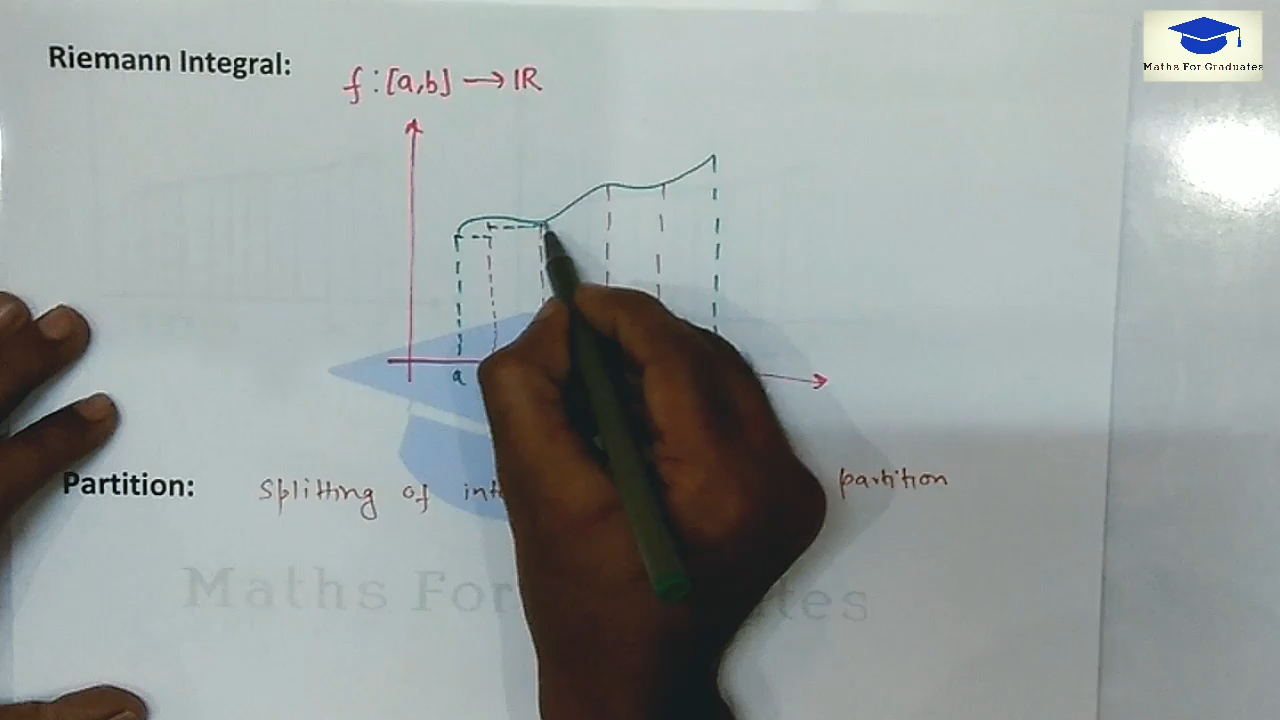 Maths For Graduates
Riemann Integral: f : [a,b] → IR
a
Partition: Splitting of int partition
Maths For tes